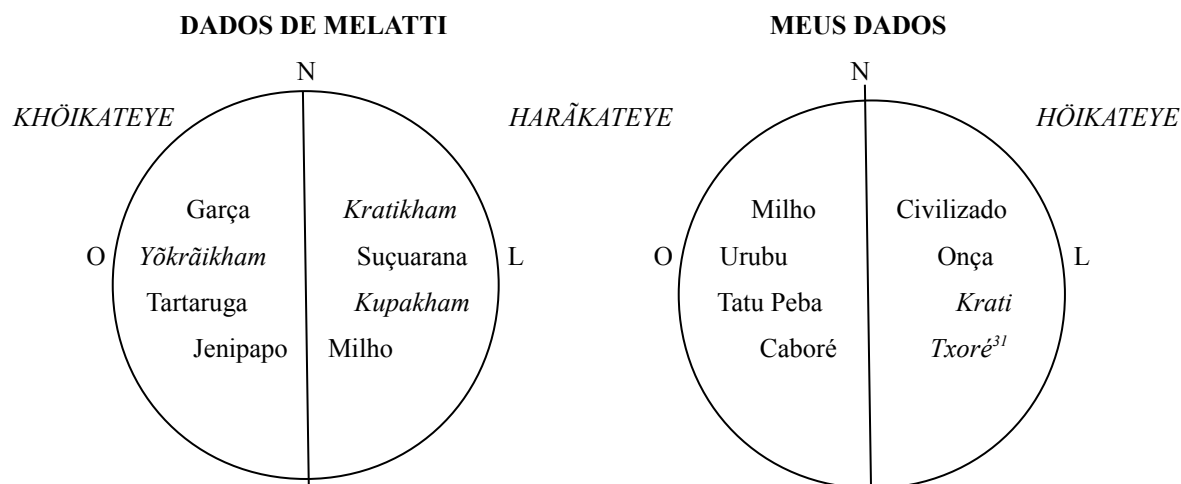 DADOS DE MELATTI MEUS DADOS
N N
KHÖIKATEYE HARÃKATEYE HÖIKATEYE
Garça Kratikham Milho Civilizado
O Yõkrãikham Suçuarana L O Urubu Onça L
Tartaruga Kupakham Tatu Peba Krati
Jenipapo Milho Caboré Txoré31